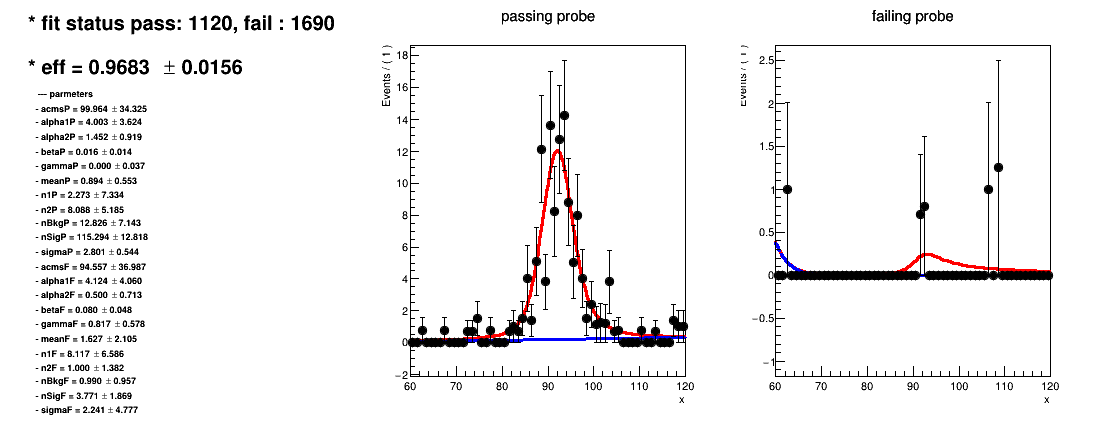 * fit status pass: 1120, fail : 1690
* eff = 0.9683 ± 0.0156
--- parmeters
- acmsP = 99.964 ± 34.325
- alpha1P = 4.003 ± 3.624
- alpha2P = 1.452 ± 0.919
- betaP = 0.016 ± 0.014
- gammaP = 0.000 ± 0.037
- meanP = 0.894 ± 0.553
- n1P = 2.273 ± 7.334
- n2P = 8.088 ± 5.185
- nBkgP = 12.826 ± 7.143
- nSigP = 115.294 ± 12.818
- sigmaP = 2.801 ± 0.544
- acmsF = 94.557 ± 36.987
- alpha1F = 4.124 ± 4.060
- alpha2F = 0.500 ± 0.713
- betaF = 0.080 ± 0.048
- gammaF = 0.817 ± 0.578
- meanF = 1.627 ± 2.105
- n1F = 8.117 ± 6.586
- n2F = 1.000 ± 1.382
- nBkgF = 0.990 ± 0.957
- nSigF = 3.771 ± 1.869
- sigmaF = 2.241 ± 4.777
passing probe
Events / ( 1 )
18
16
14
12
10
8
6
4
2
0
−2
60 70 80 90 100 110 120
x
failing probe
Events / ( 1 )
2.5
2
1.5
1
0.5
0
−0.5
−1
60 70 80 90 100 110 120
x